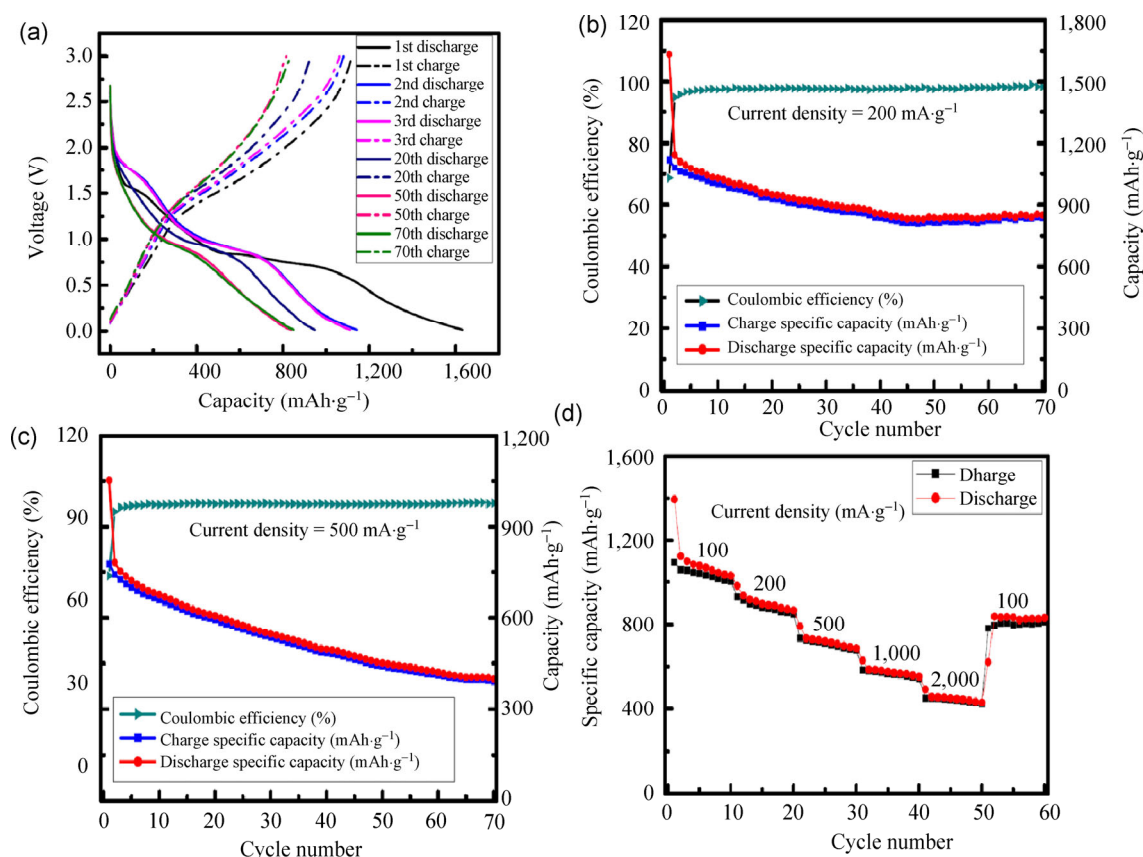 (a)
Voltage (V)
3.0
2.5
2.0
1.5
1.0
0.5
0.0
0
400
800
1,200
1,600
Capacity (mAh·g⁻¹)
1st discharge
1st charge
2nd discharge
2nd charge
3rd discharge
3rd charge
20th discharge
20th charge
50th discharge
50th charge
70th discharge
70th charge
(b)
Coulombic efficiency (%)
120
100
80
60
40
20
0
1,800
1,500
1,200
900
600
300
0
Capacity (mAh·g⁻¹)
Current density = 200 mA·g⁻¹
Coulombic efficiency (%)
Charge specific capacity (mAh·g⁻¹)
Discharge specific capacity (mAh·g⁻¹)
0 10 20 30 40 50 60 70
Cycle number
(c)
Coulombic efficiency (%)
120
90
60
30
0
1,200
900
600
300
0
Capacity (mAh·g⁻¹)
Current density = 500 mA·g⁻¹
Coulombic efficiency (%)
Charge specific capacity (mAh·g⁻¹)
Discharge specific capacity (mAh·g⁻¹)
0 10 20 30 40 50 60 70
Cycle number
(d)
Specific capacity (mAh·g⁻¹)
1,600
1,200
800
400
0
Dharge
Discharge
Current density (mA·g⁻¹)
100
200
500
1,000
2,000
100
0 10 20 30 40 50 60
Cycle number